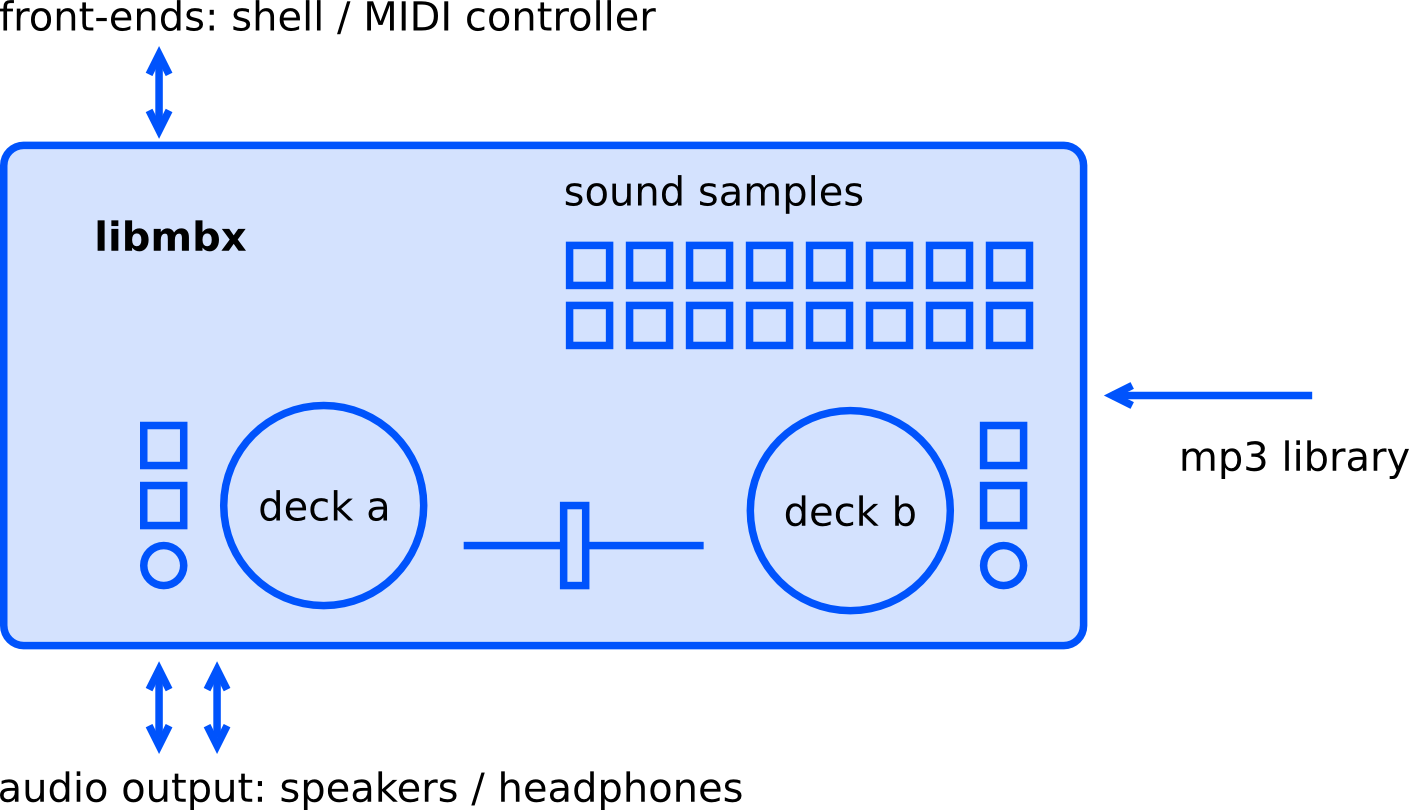 front-ends: shell / MIDI controller
sound samples
libmbx
mp3 library
deck a
deck b
audio output: speakers / headphones